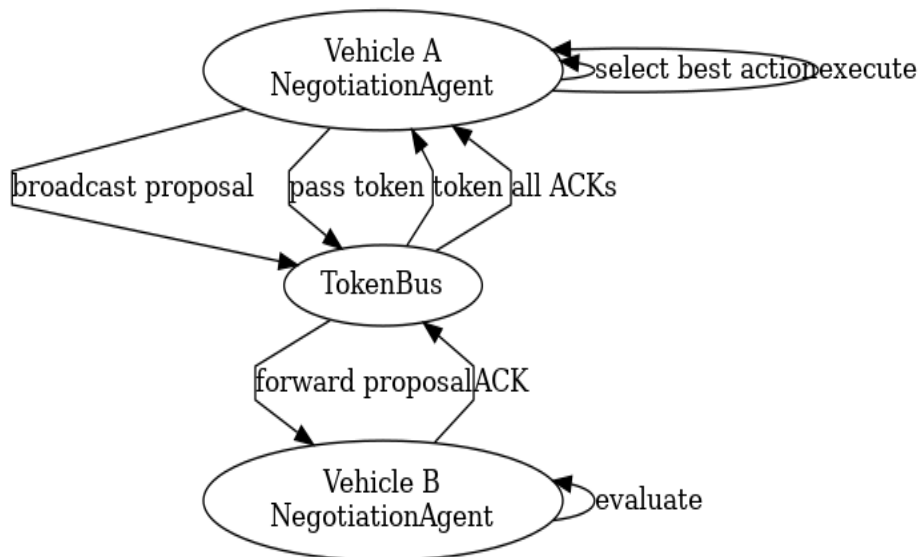 Vehicle A
NegotiationAgent
select best action
execute
broadcast proposal
pass token
token
all ACKs
TokenBus
forward proposal
ACK
Vehicle B
NegotiationAgent
evaluate